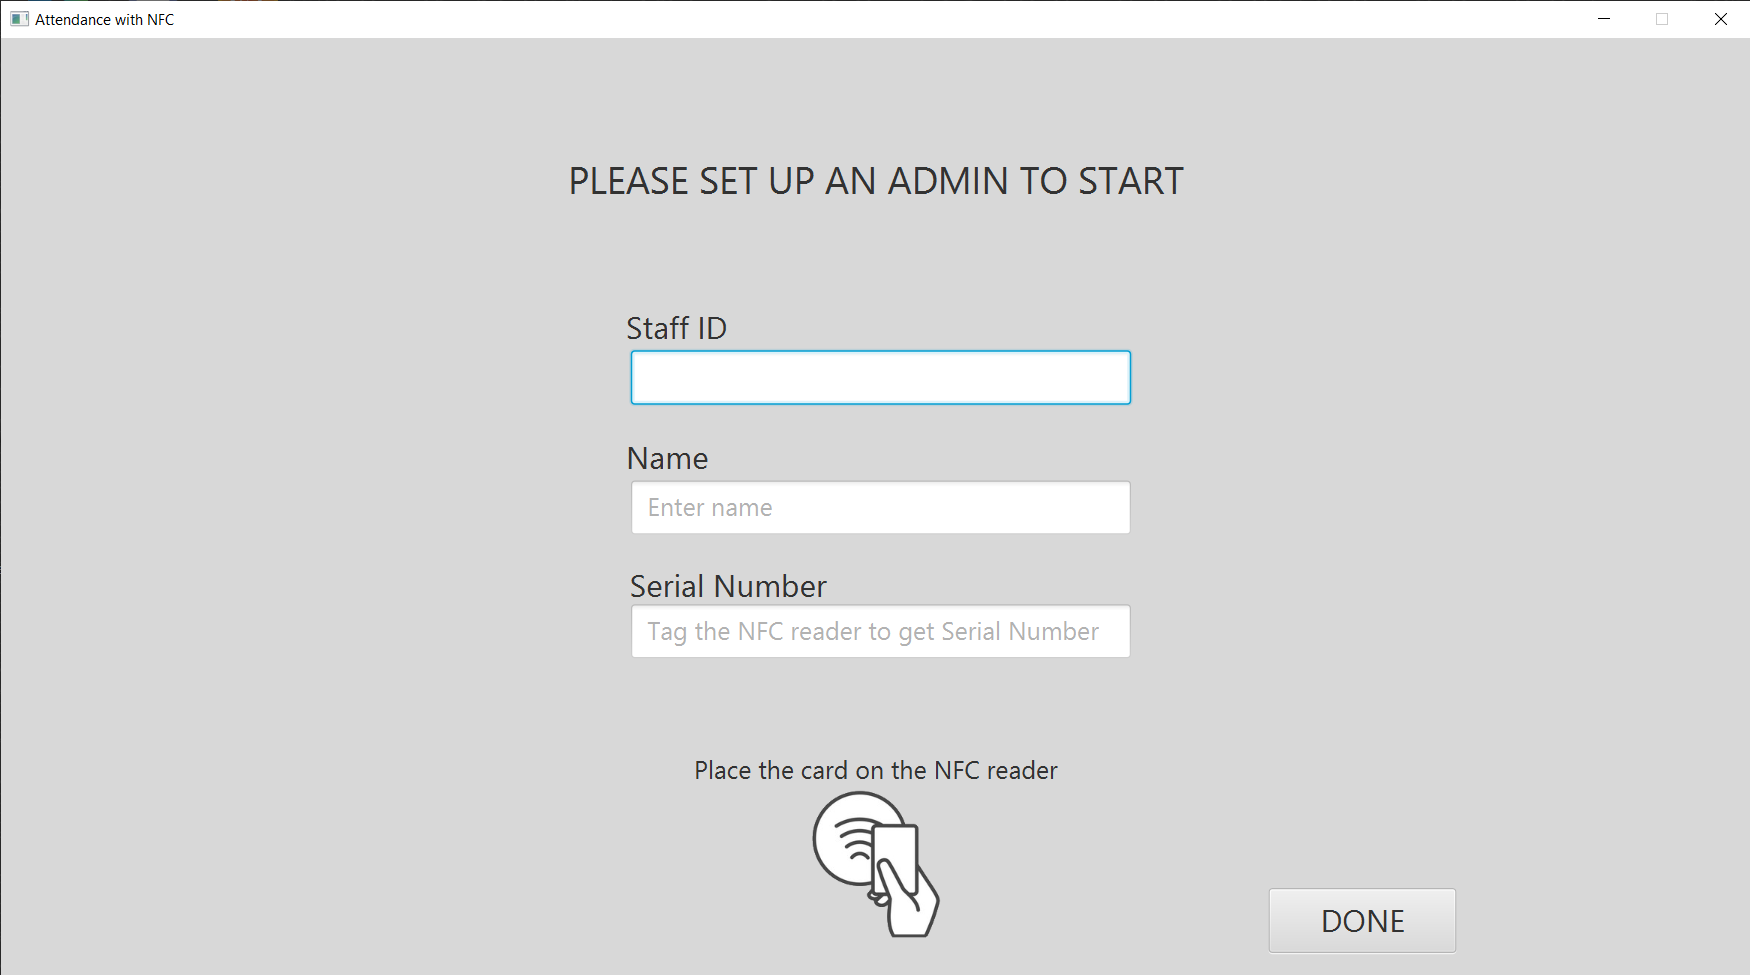 Attendance with NFC
PLEASE SET UP AN ADMIN TO START
Staff ID
Name
Enter name
Serial Number
Tag the NFC reader to get Serial Number
Place the card on the NFC reader
DONE